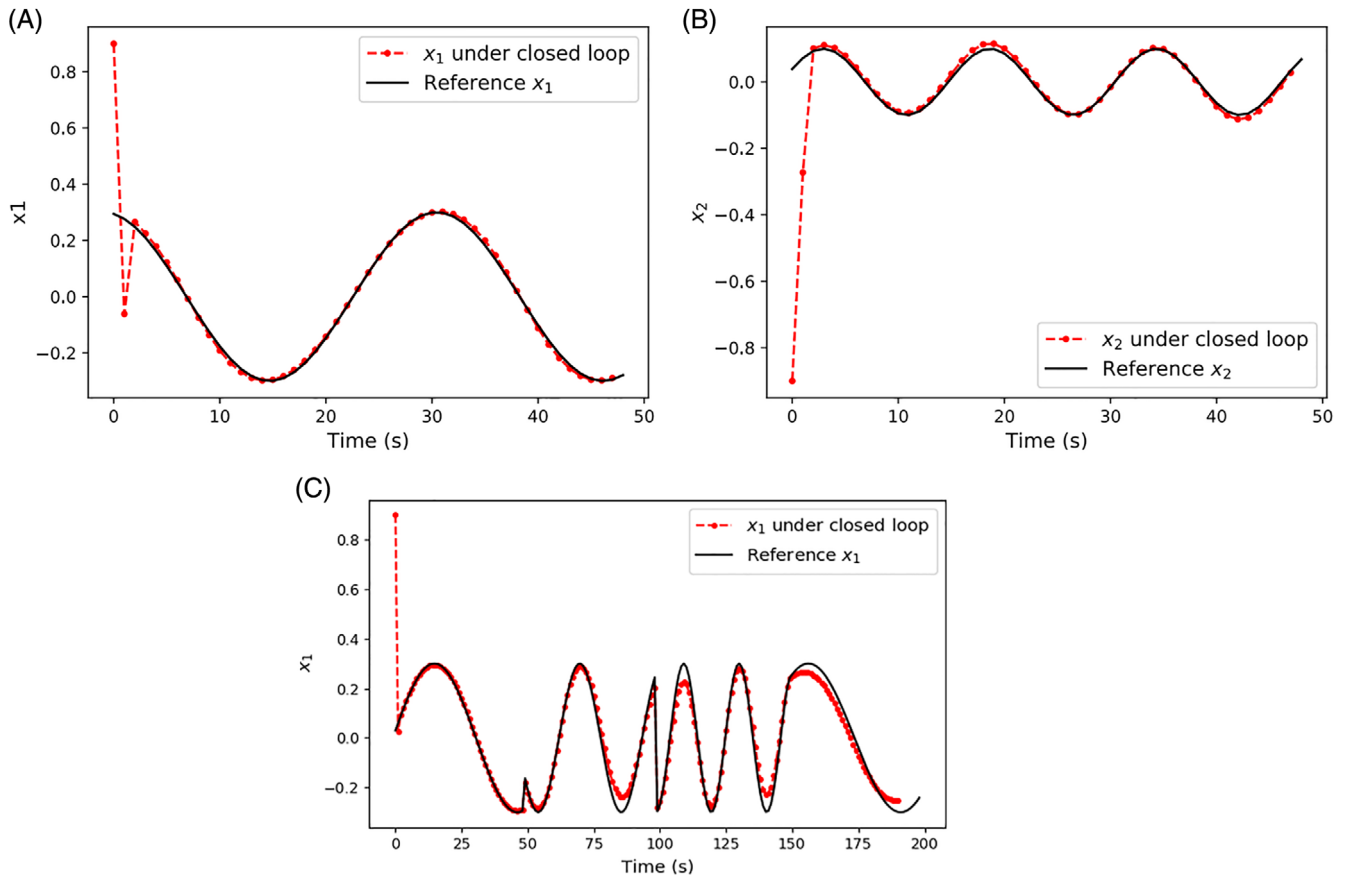 (A)
x₁ under closed loop
Reference x₁
0.8
0.6
0.4
0.2
0.0
−0.2
x1
0 10 20 30 40 50
Time (s)
(B)
0.0
−0.2
−0.4
−0.6
−0.8
x₂
x₂ under closed loop
Reference x₂
0 10 20 30 40 50
Time (s)
(C)
x₁ under closed loop
Reference x₁
0.8
0.6
0.4
0.2
0.0
−0.2
x₁
0 25 50 75 100 125 150 175 200
Time (s)